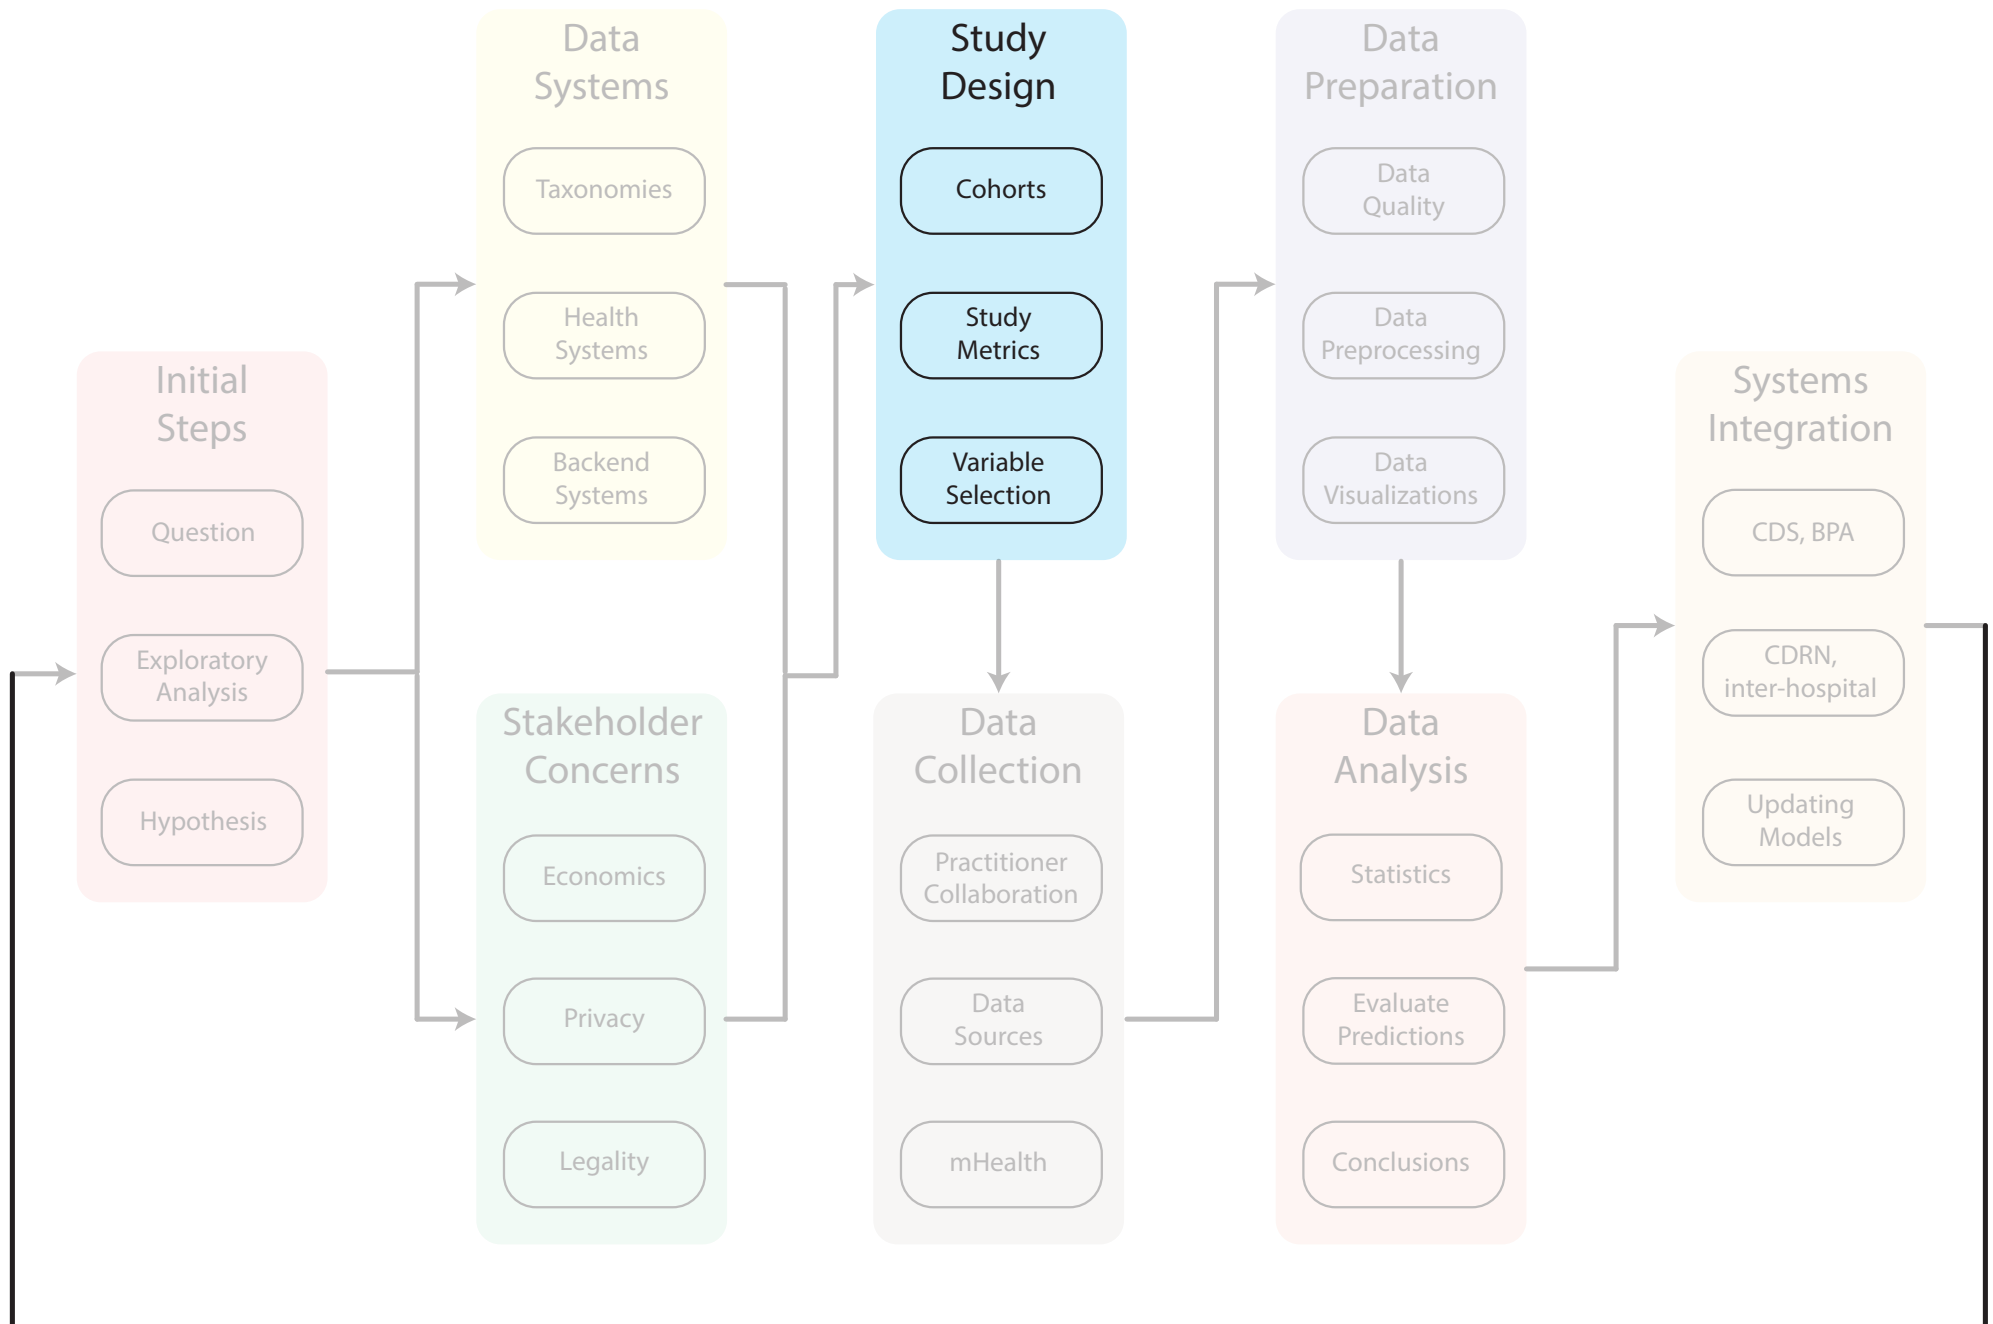 Initial
Steps
Question
Exploratory
Analysis
Hypothesis
Data
Systems
Taxonomies
Health
Systems
Backend
Systems
Stakeholder
Concerns
Economics
Privacy
Legality
Study
Design
Cohorts
Study
Metrics
Variable
Selection
Data
Collection
Practitioner
Collaboration
Data
Sources
mHealth
Data
Preparation
Data
Quality
Data
Preprocessing
Data
Visualizations
Data
Analysis
Statistics
Evaluate
Predictions
Conclusions
Systems
Integration
CDS, BPA
CDRN,
inter-hospital
Updating
Models